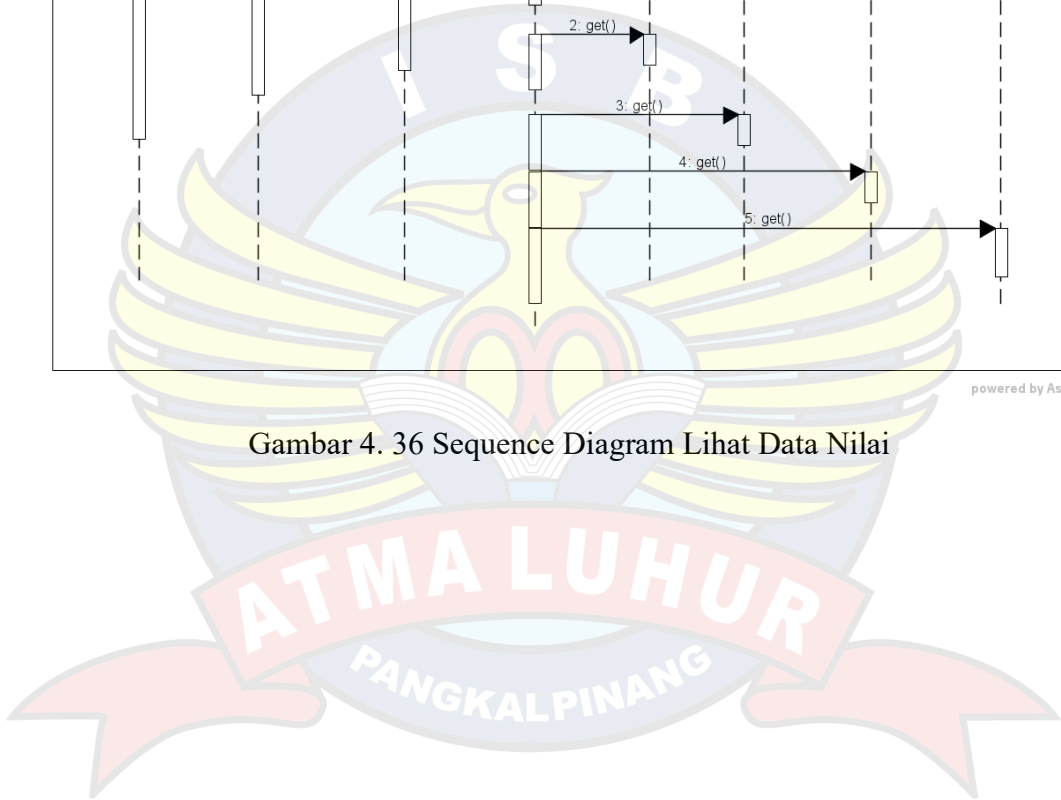 2: get()
3: get()
4: get()
5: get()
powered by As
Gambar 4. 36 Sequence Diagram Lihat Data Nilai
I S B
ATMA LUHUR
PANGKALPINANG